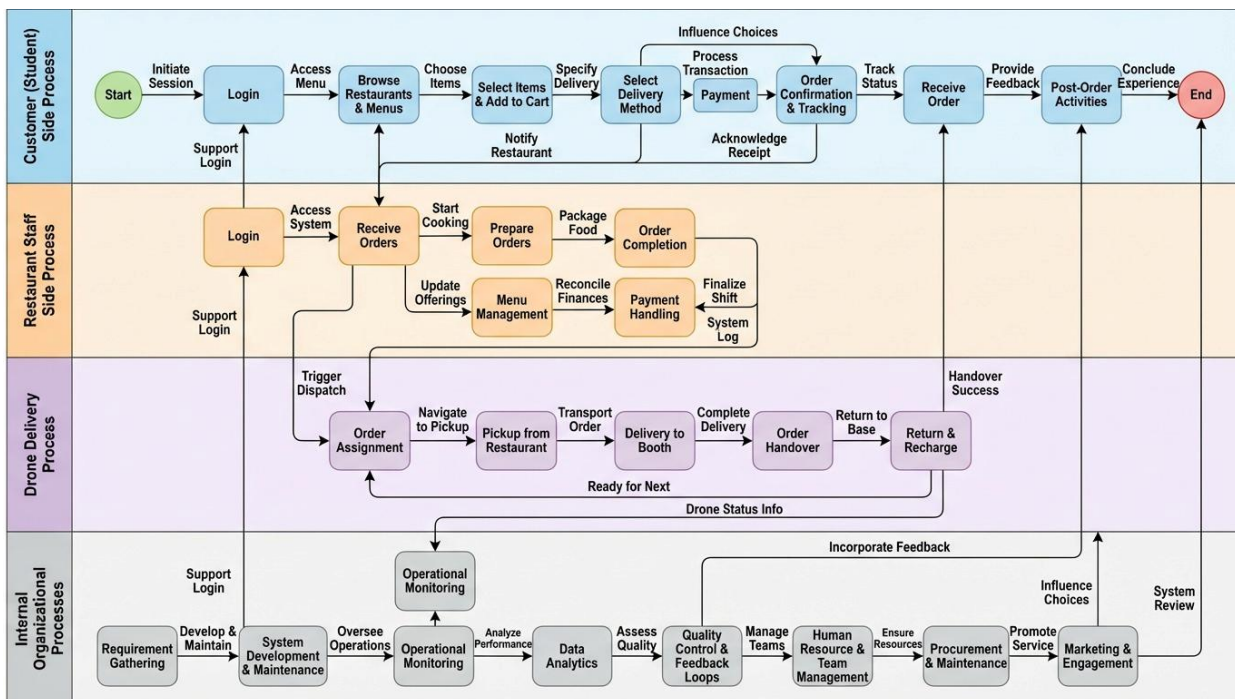 Customer (Student)
Side Process
Influence Choices
Start
Initiate
Session
Login
Access
Menu
Browse
Restaurants
& Menus
Choose
Items
Select Items
& Add to Cart
Specify
Delivery
Select
Delivery
Method
Process
Transaction
Payment
Order
Confirmation
& Tracking
Track
Status
Receive
Order
Provide
Feedback
Post-Order
Activities
Conclude
Experience
End
Support
Login
Notify
Restaurant
Acknowledge
Receipt
Restaurant Staff
Side Process
Login
Access
System
Receive
Orders
Start
Cooking
Prepare
Orders
Package
Food
Order
Completion
Support
Login
Update
Offerings
Menu
Management
Reconcile
Finances
Payment
Handling
Finalize
Shift
System
Log
Drone Delivery
Process
Trigger
Dispatch
Handover
Success
Order
Assignment
Navigate
to Pickup
Pickup from
Restaurant
Transport
Order
Delivery to
Booth
Complete
Delivery
Order
Handover
Return to
Base
Return &
Recharge
Ready for Next
Drone Status Info
Internal
Organizational
Processes
Incorporate Feedback
Support
Login
Operational
Monitoring
Influence
Choices
System
Review
Requirement
Gathering
Develop &
Maintain
System
Development
& Maintenance
Oversee
Operations
Operational
Monitoring
Analyze
Performance
Data
Analytics
Assess
Quality
Quality
Control &
Feedback
Loops
Manage
Teams
Human
Resource &
Team
Management
Ensure
Resources
Procurement
& Maintenance
Promote
Service
Marketing &
Engagement